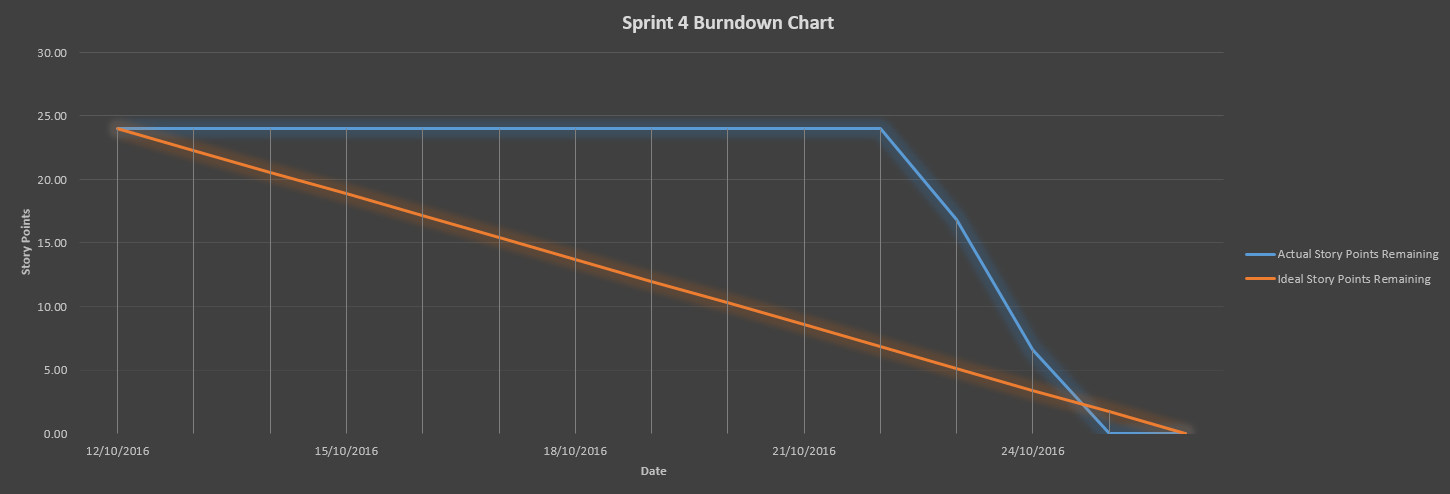 Sprint 4 Burndown Chart
30.00
25.00
20.00
15.00
10.00
5.00
0.00
Story Points
12/10/2016
15/10/2016
18/10/2016
21/10/2016
24/10/2016
Date
Actual Story Points Remaining
Ideal Story Points Remaining